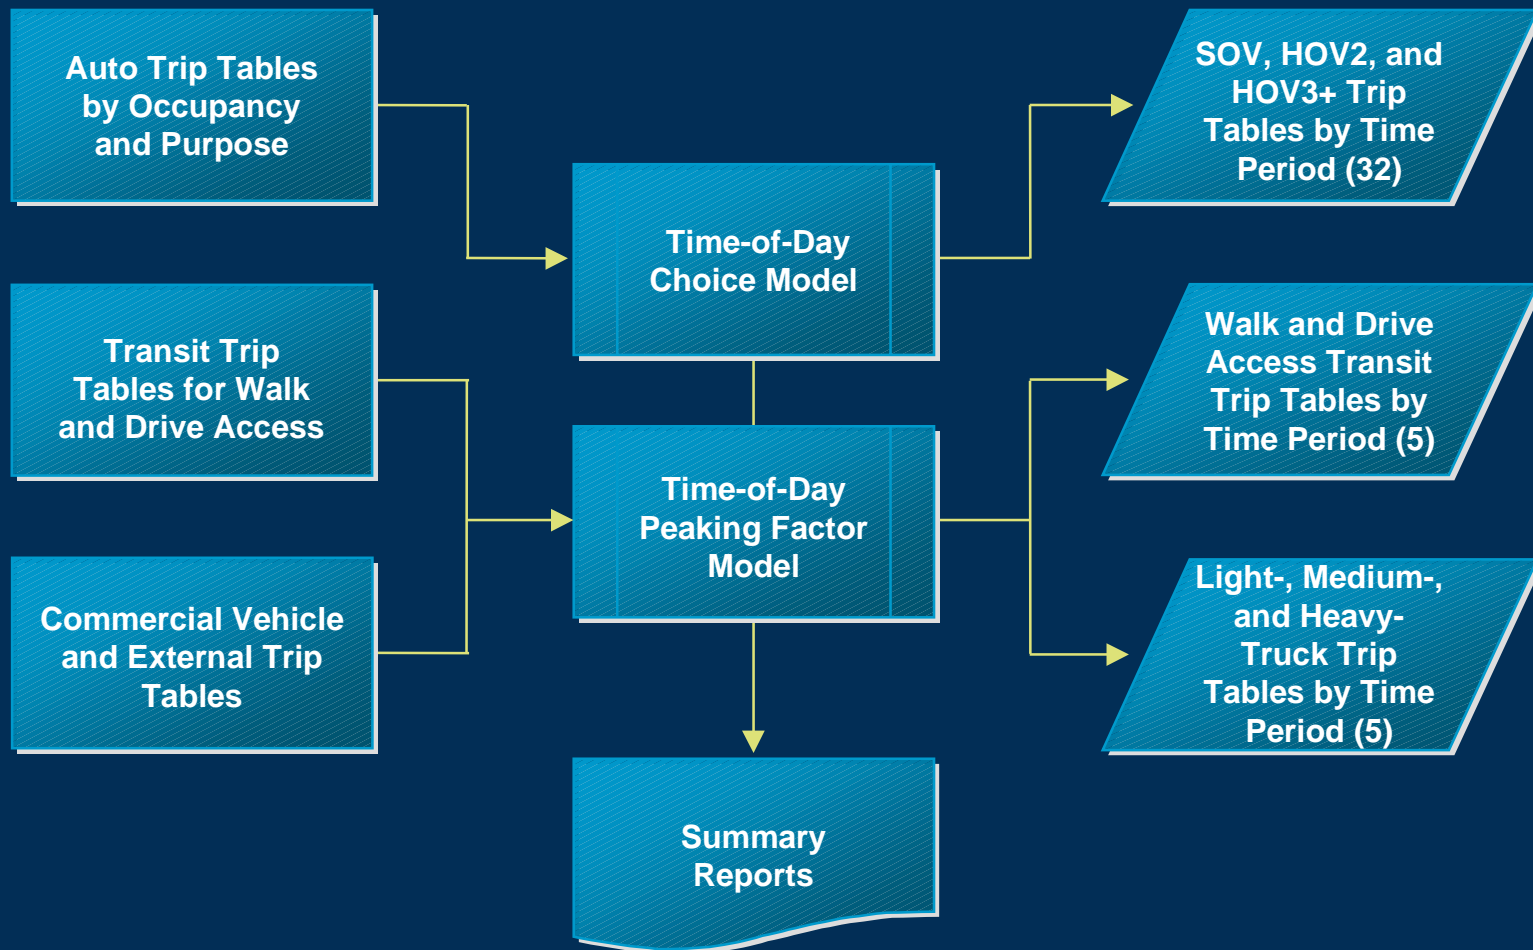 Auto Trip Tables
by Occupancy
and Purpose
SOV, HOV2, and
HOV3+ Trip
Tables by Time
Period (32)
Time-of-Day
Choice Model
Transit Trip
Tables for Walk
and Drive Access
Walk and Drive
Access Transit
Trip Tables by
Time Period (5)
Time-of-Day
Peaking Factor
Model
Commercial Vehicle
and External Trip
Tables
Light-, Medium-,
and Heavy-
Truck Trip
Tables by Time
Period (5)
Summary
Reports